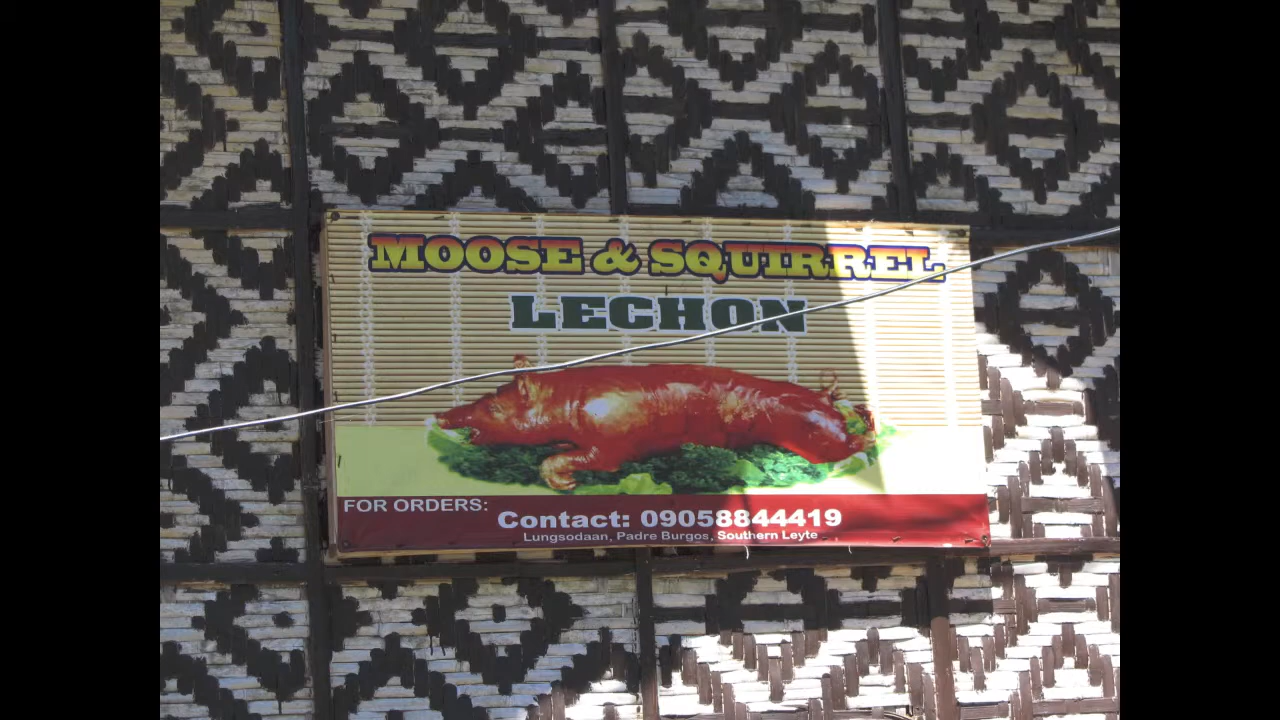 MOOSE & SQUIRREL
LECHON
FOR ORDERS:
Contact: 09058844419
Lungsodaan, Padre Burgos, Southern Leyte